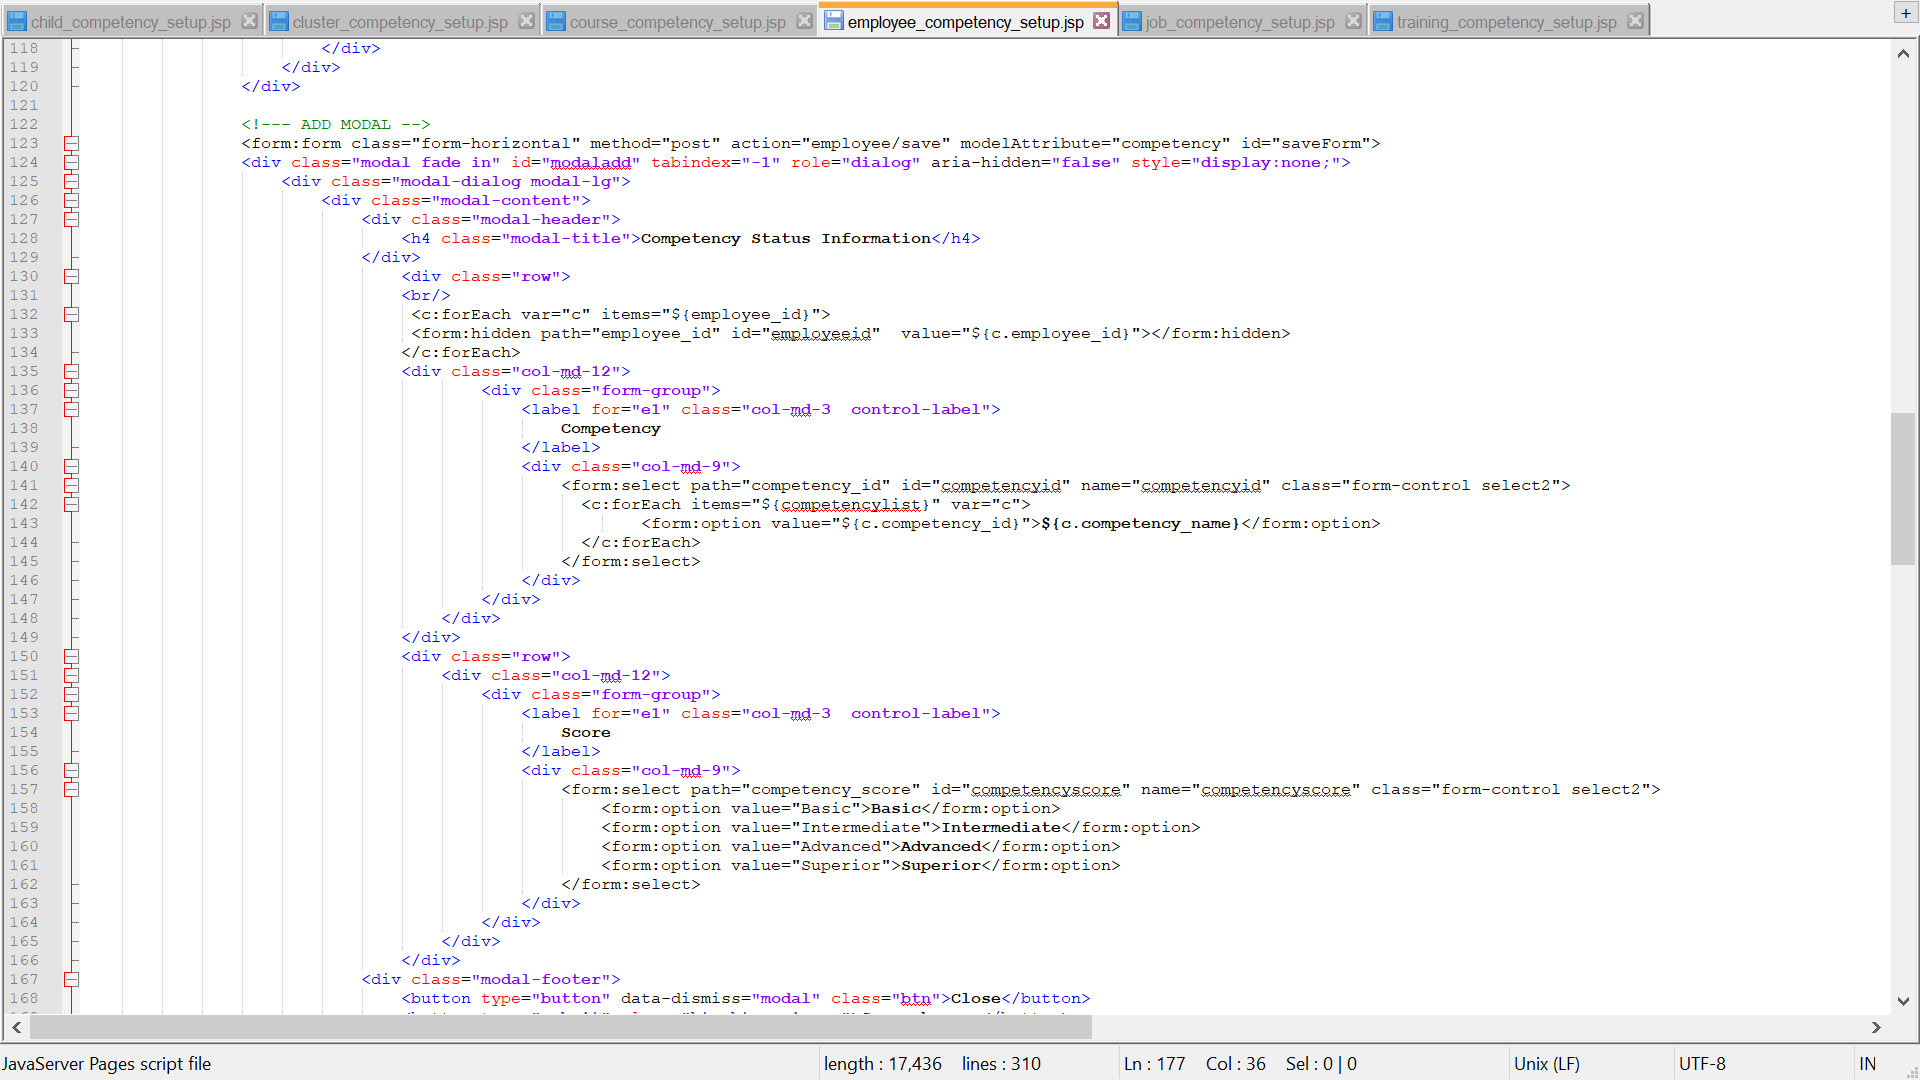 child_competency_setup.jsp cluster_competency_setup.jsp course_competency_setup.jsp employee_competency_setup.jsp job_competency_setup.jsp training_competency_setup.jsp
118 </div>
119 </div>
120 </div>
121
122 <!--- ADD MODAL -->
123 <form:form class="form-horizontal" method="post" action="employee/save" modelAttribute="competency" id="saveForm">
124 <div class="modal fade in" id="modaladd" tabindex="-1" role="dialog" aria-hidden="false" style="display:none;">
125 <div class="modal-dialog modal-lg">
126 <div class="modal-content">
127 <div class="modal-header">
128 <h4 class="modal-title">Competency Status Information</h4>
129 </div>
130 <div class="row">
131 <br/>
132 <c:forEach var="c" items="${employee_id}">
133 <form:hidden path="employee_id" id="employeeid"  value="${c.employee_id}"></form:hidden>
134 </c:forEach>
135 <div class="col-md-12">
136 <div class="form-group">
137 <label for="e1" class="col-md-3  control-label">
138 Competency
139 </label>
140 <div class="col-md-9">
141 <form:select path="competency_id" id="competencyid" name="competencyid" class="form-control select2">
142 <c:forEach items="${competencylist}" var="c">
143 <form:option value="${c.competency_id}">${c.competency_name}</form:option>
144 </c:forEach>
145 </form:select>
146 </div>
147 </div>
148 </div>
149 </div>
150 <div class="row">
151 <div class="col-md-12">
152 <div class="form-group">
153 <label for="e1" class="col-md-3  control-label">
154 Score
155 </label>
156 <div class="col-md-9">
157 <form:select path="competency_score" id="competencyscore" name="competencyscore" class="form-control select2">
158 <form:option value="Basic">Basic</form:option>
159 <form:option value="Intermediate">Intermediate</form:option>
160 <form:option value="Advanced">Advanced</form:option>
161 <form:option value="Superior">Superior</form:option>
162 </form:select>
163 </div>
164 </div>
165 </div>
166 </div>
167 <div class="modal-footer">
168 <button type="button" data-dismiss="modal" class="btn">Close</button>
JavaServer Pages script file length : 17,436 lines : 310 Ln : 177 Col : 36 Sel : 0 | 0 Unix (LF) UTF-8 IN